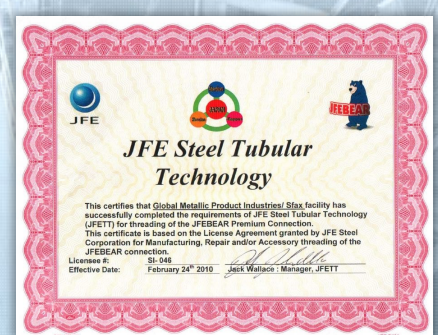 JFE
JFEBEAR
JFE Steel Tubular
Technology
This certifies that Global Metallic Product Industries/ Sfax facility has
successfully completed the requirements of JFE Steel Tubular Technology
(JFETT) for threading of the JFEBEAR Premium Connection.
This certificate is based on the License Agreement granted by JFE Steel
Corporation for Manufacturing, Repair and/or Accessory threading of the
JFEBEAR connection.
Licensee #: SI- 046
Effective Date: February 24th 2010 Jack Wallace : Manager, JFETT